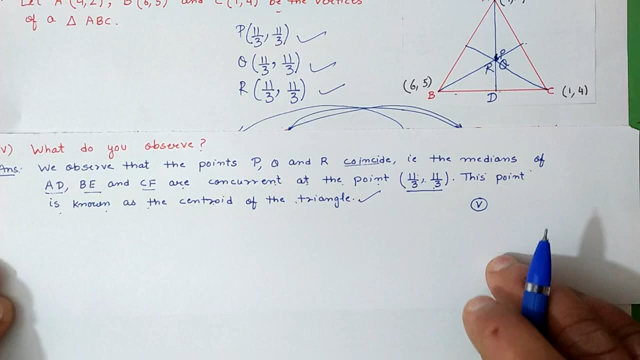 Let A (4,2), B(6,5) and C(1,4) be the vertices
of a Δ ABC.
P(11/3, 11/3) ✓
Q(11/3, 11/3) ✓
R(11/3, 11/3) ✓
P
R Q
(6,5) B D C (1,4)
v) What do you observe?
Ans: We observe that the points P, Q and R coincide, ie the medians of
AD, BE and CF are concurrent at the point (11/3, 11/3). This point
is known as the centroid of the triangle. ✓
v